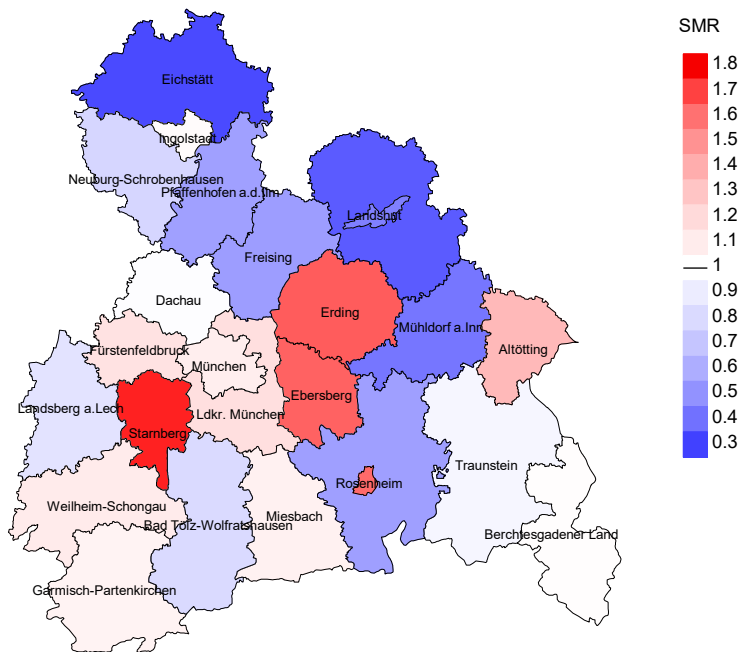 SMR
1.8
1.7
1.6
1.5
1.4
1.3
1.2
1.1
1
0.9
0.8
0.7
0.6
0.5
0.4
0.3
Eichstätt
Ingolstadt
Neuburg-Schrobenhausen
Pfaffenhofen a.d.Ilm
Landshut
Freising
Dachau
Erding
Mühldorf a.Inn
Altötting
Fürstenfeldbruck
München
Ebersberg
Landsberg a.Lech
Ldkr. München
Starnberg
Traunstein
Rosenheim
Weilheim-Schongau
Miesbach
Bad Tölz-Wolfratshausen
Berchtesgadener Land
Garmisch-Partenkirchen